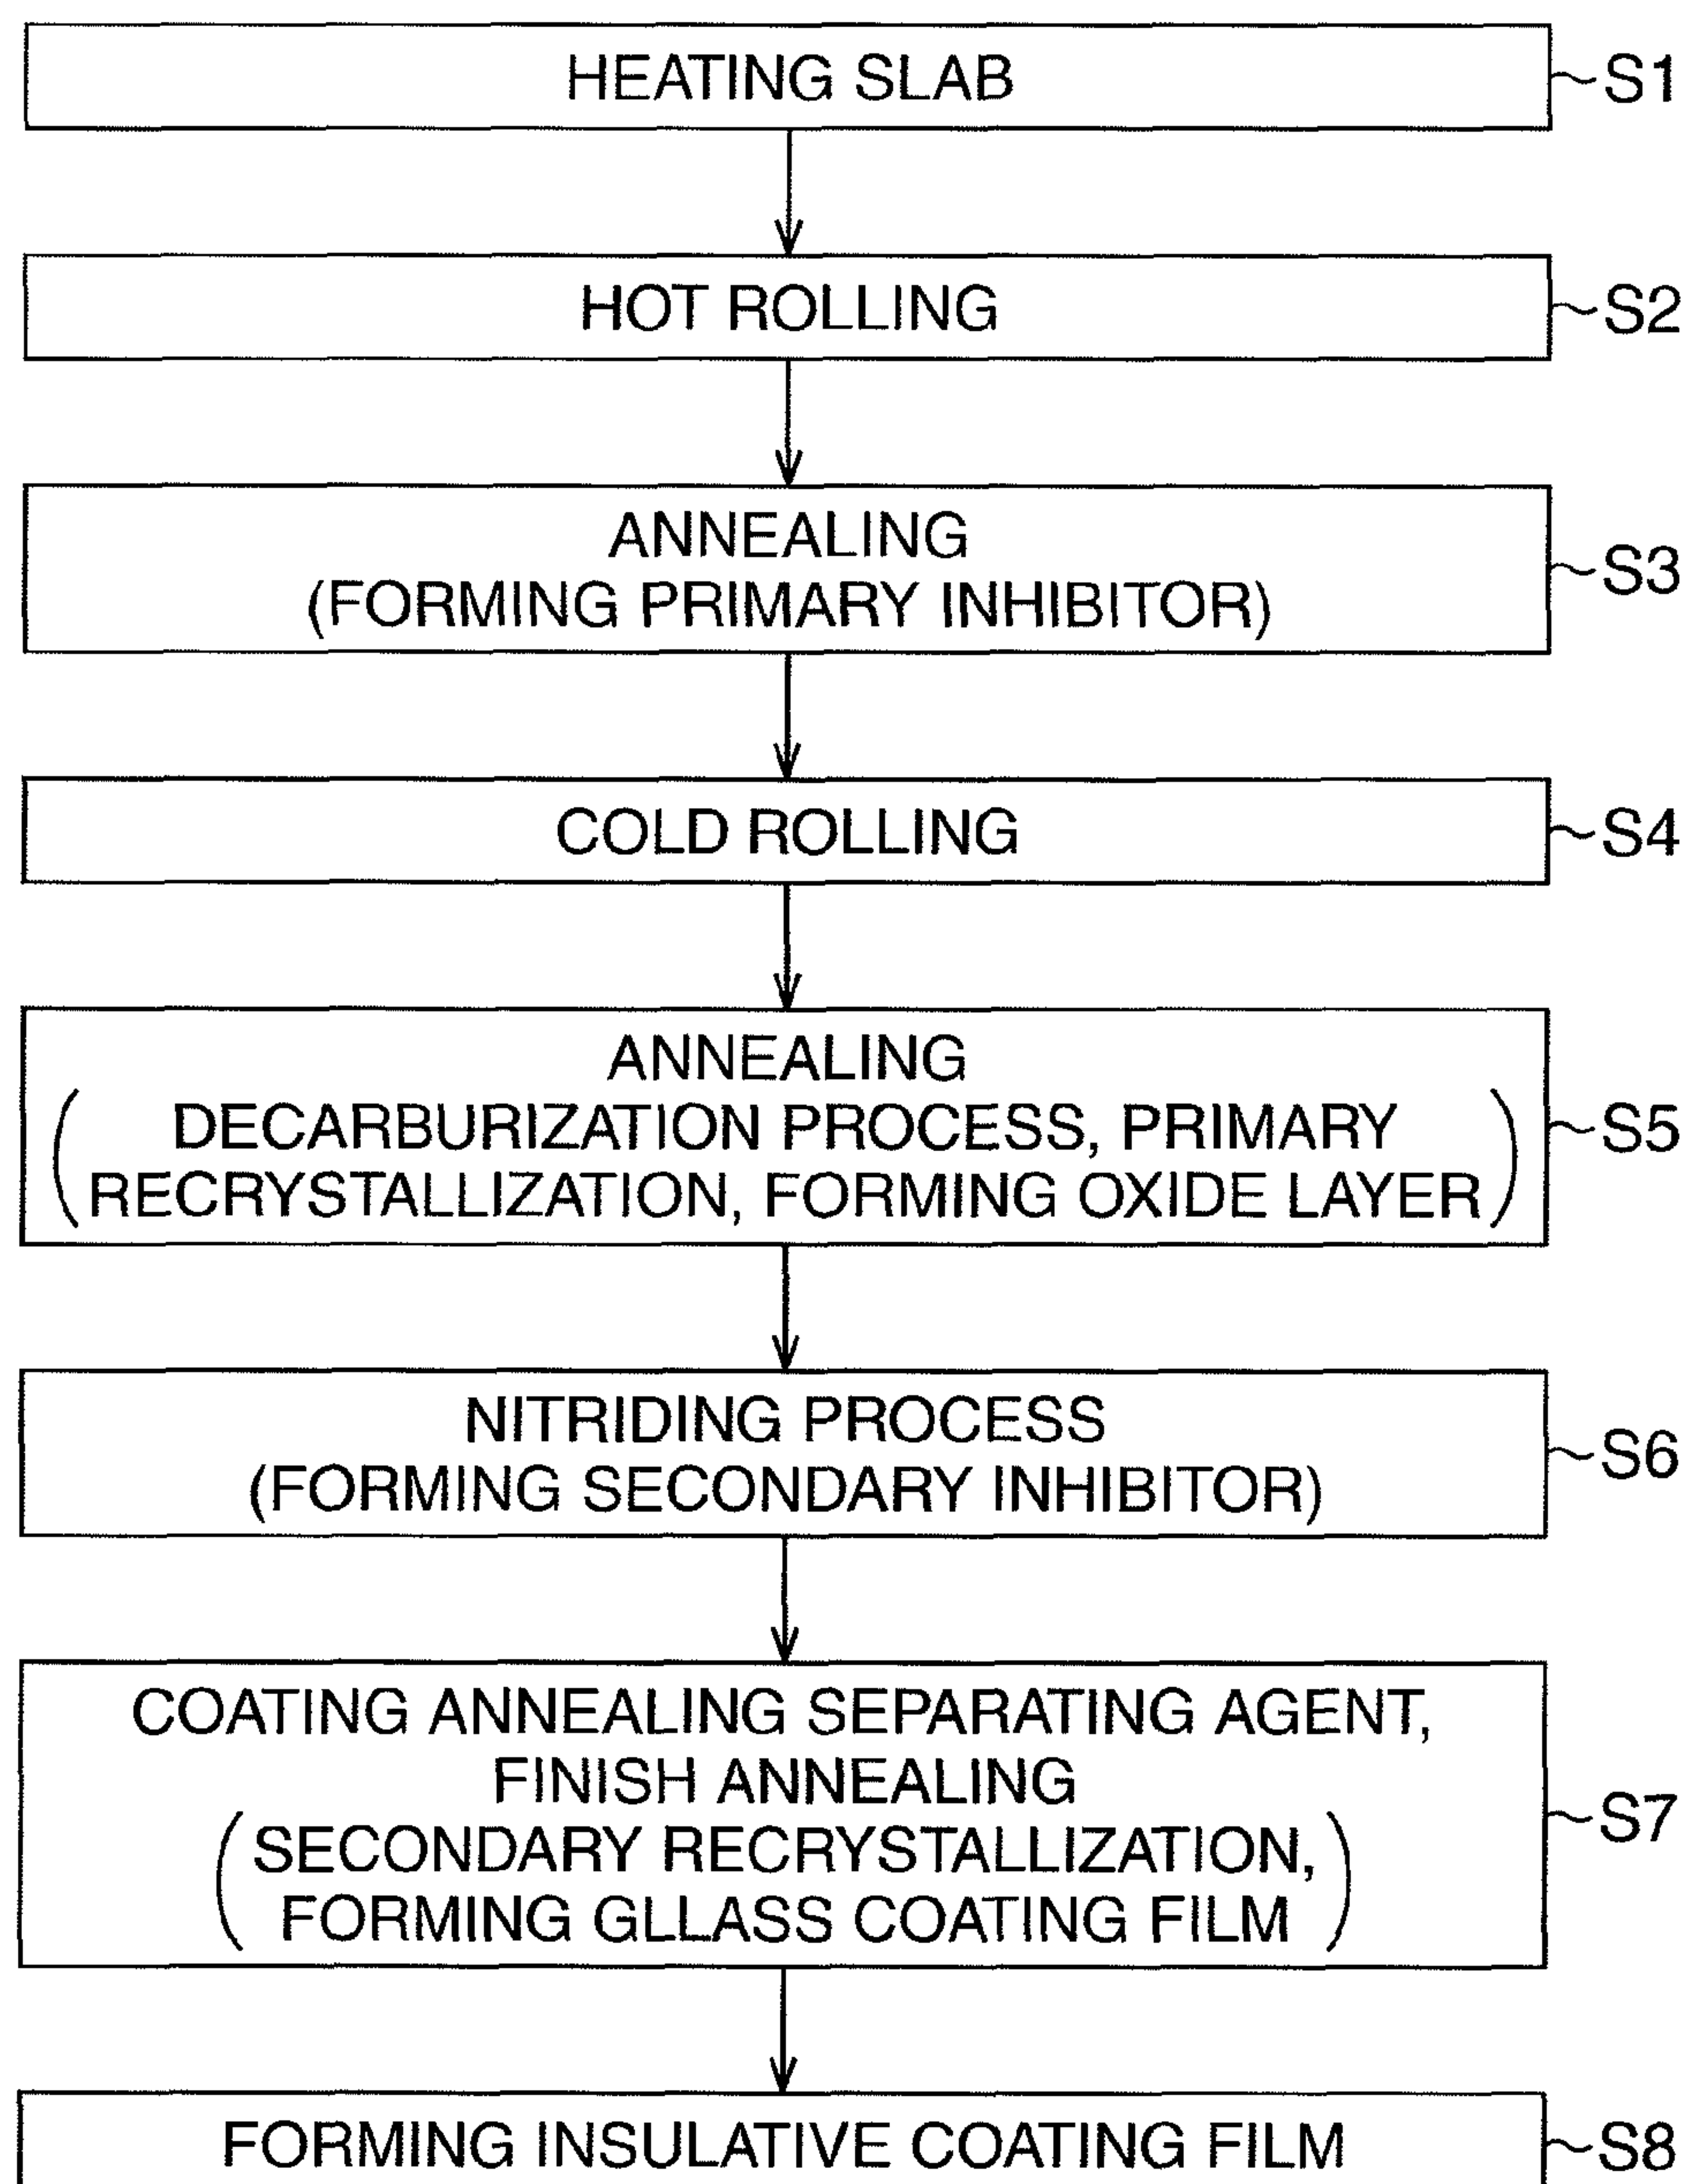 HEATING SLAB
S1
HOT ROLLING
S2
ANNEALING
(FORMING PRIMARY INHIBITOR)
S3
COLD ROLLING
S4
ANNEALING
(DECARBURIZATION PROCESS, PRIMARY
RECRYSTALLIZATION, FORMING OXIDE LAYER)
S5
NITRIDING PROCESS
(FORMING SECONDARY INHIBITOR)
S6
COATING ANNEALING SEPARATING AGENT,
FINISH ANNEALING
(SECONDARY RECRYSTALLIZATION,
FORMING GLLASS COATING FILM)
S7
FORMING INSULATIVE COATING FILM
S8